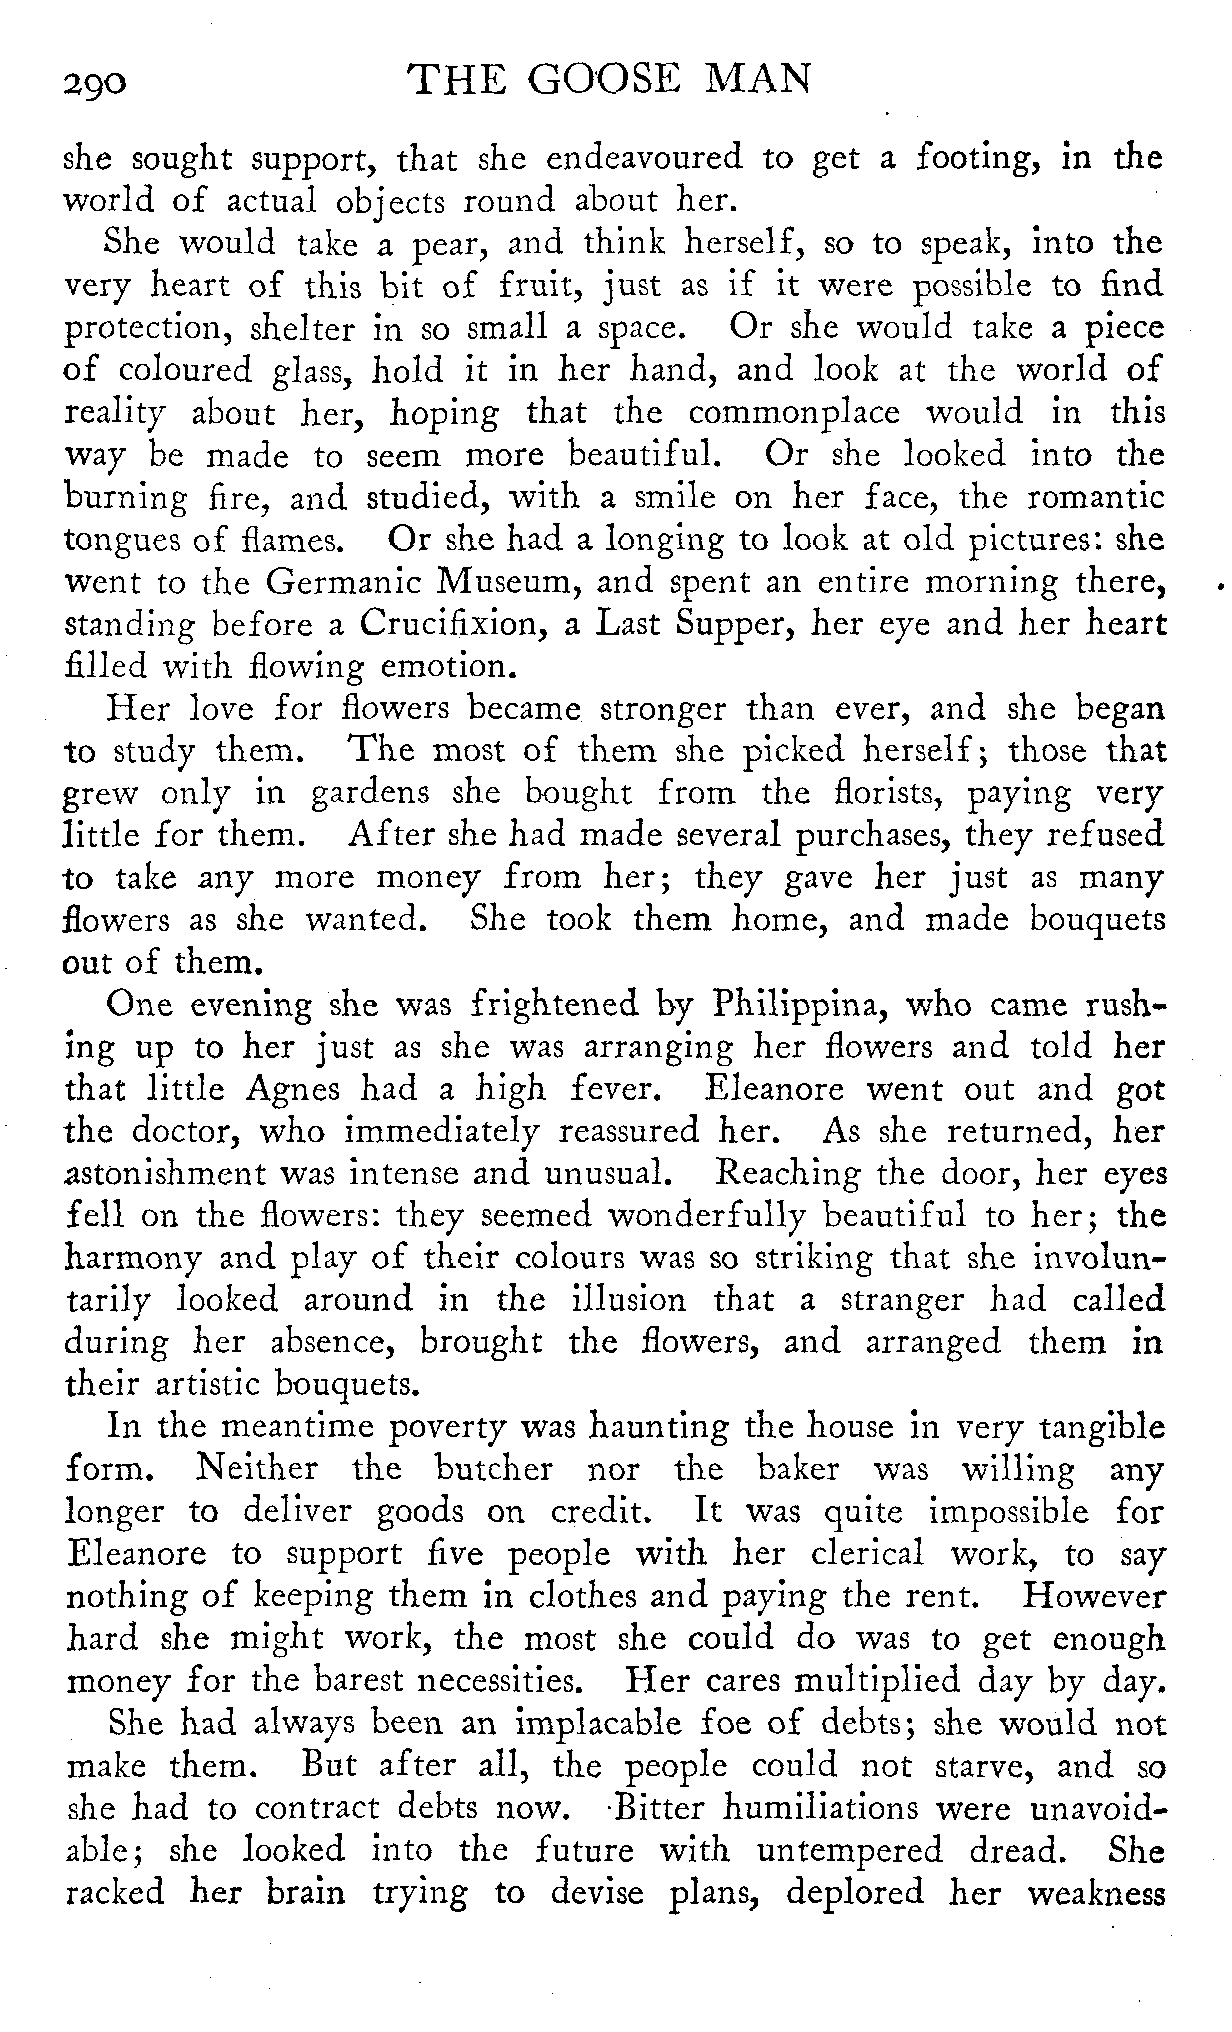 290 THE GOOSE MAN
she sought support, that she endeavoured to get a footing, in the
world of actual objects round about her.
She would take a pear, and think herself, so to speak, into the
very heart of this bit of fruit, just as if it were possible to find
protection, shelter in so small a space. Or she would take a piece
of coloured glass, hold it in her hand, and look at the world of
reality about her, hoping that the commonplace would in this
way be made to seem more beautiful. Or she looked into the
burning fire, and studied, with a smile on her face, the romantic
tongues of flames. Or she had a longing to look at old pictures: she
went to the Germanic Museum, and spent an entire morning there,
standing before a Crucifixion, a Last Supper, her eye and her heart
filled with flowing emotion.
Her love for flowers became stronger than ever, and she began
to study them. The most of them she picked herself; those that
grew only in gardens she bought from the florists, paying very
little for them. After she had made several purchases, they refused
to take any more money from her; they gave her just as many
flowers as she wanted. She took them home, and made bouquets
out of them.
One evening she was frightened by Philippina, who came rush-
ing up to her just as she was arranging her flowers and told her
that little Agnes had a high fever. Eleanore went out and got
the doctor, who immediately reassured her. As she returned, her
astonishment was intense and unusual. Reaching the door, her eyes
fell on the flowers: they seemed wonderfully beautiful to her; the
harmony and play of their colours was so striking that she involun-
tarily looked around in the illusion that a stranger had called
during her absence, brought the flowers, and arranged them in
their artistic bouquets.
In the meantime poverty was haunting the house in very tangible
form. Neither the butcher nor the baker was willing any
longer to deliver goods on credit. It was quite impossible for
Eleanore to support five people with her clerical work, to say
nothing of keeping them in clothes and paying the rent. However
hard she might work, the most she could do was to get enough
money for the barest necessities. Her cares multiplied day by day.
She had always been an implacable foe of debts; she would not
make them. But after all, the people could not starve, and so
she had to contract debts now. Bitter humiliations were unavoid-
able; she looked into the future with untempered dread. She
racked her brain trying to devise plans, deplored her weakness